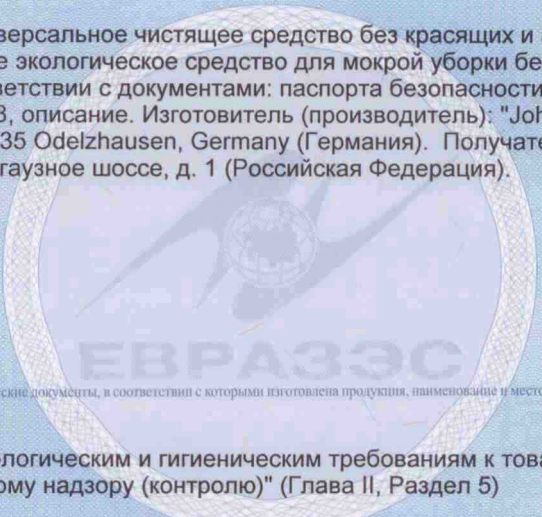 версальное чистящее средство без красящих и а
е экологическое средство для мокрой уборки бе
ветствии с документами: паспорта безопасности
3, описание. Изготовитель (производитель): "Joh
35 Odelzhausen, Germany (Германия). Получате
гаузное шоссе, д. 1 (Российская Федерация).
ЕВРАЗЭС
ские документы, в соответствии с которыми изготовлена продукция, наименование и место
ологическим и гигиеническим требованиям к това
ому надзору (контролю)" (Глава II, Раздел 5)